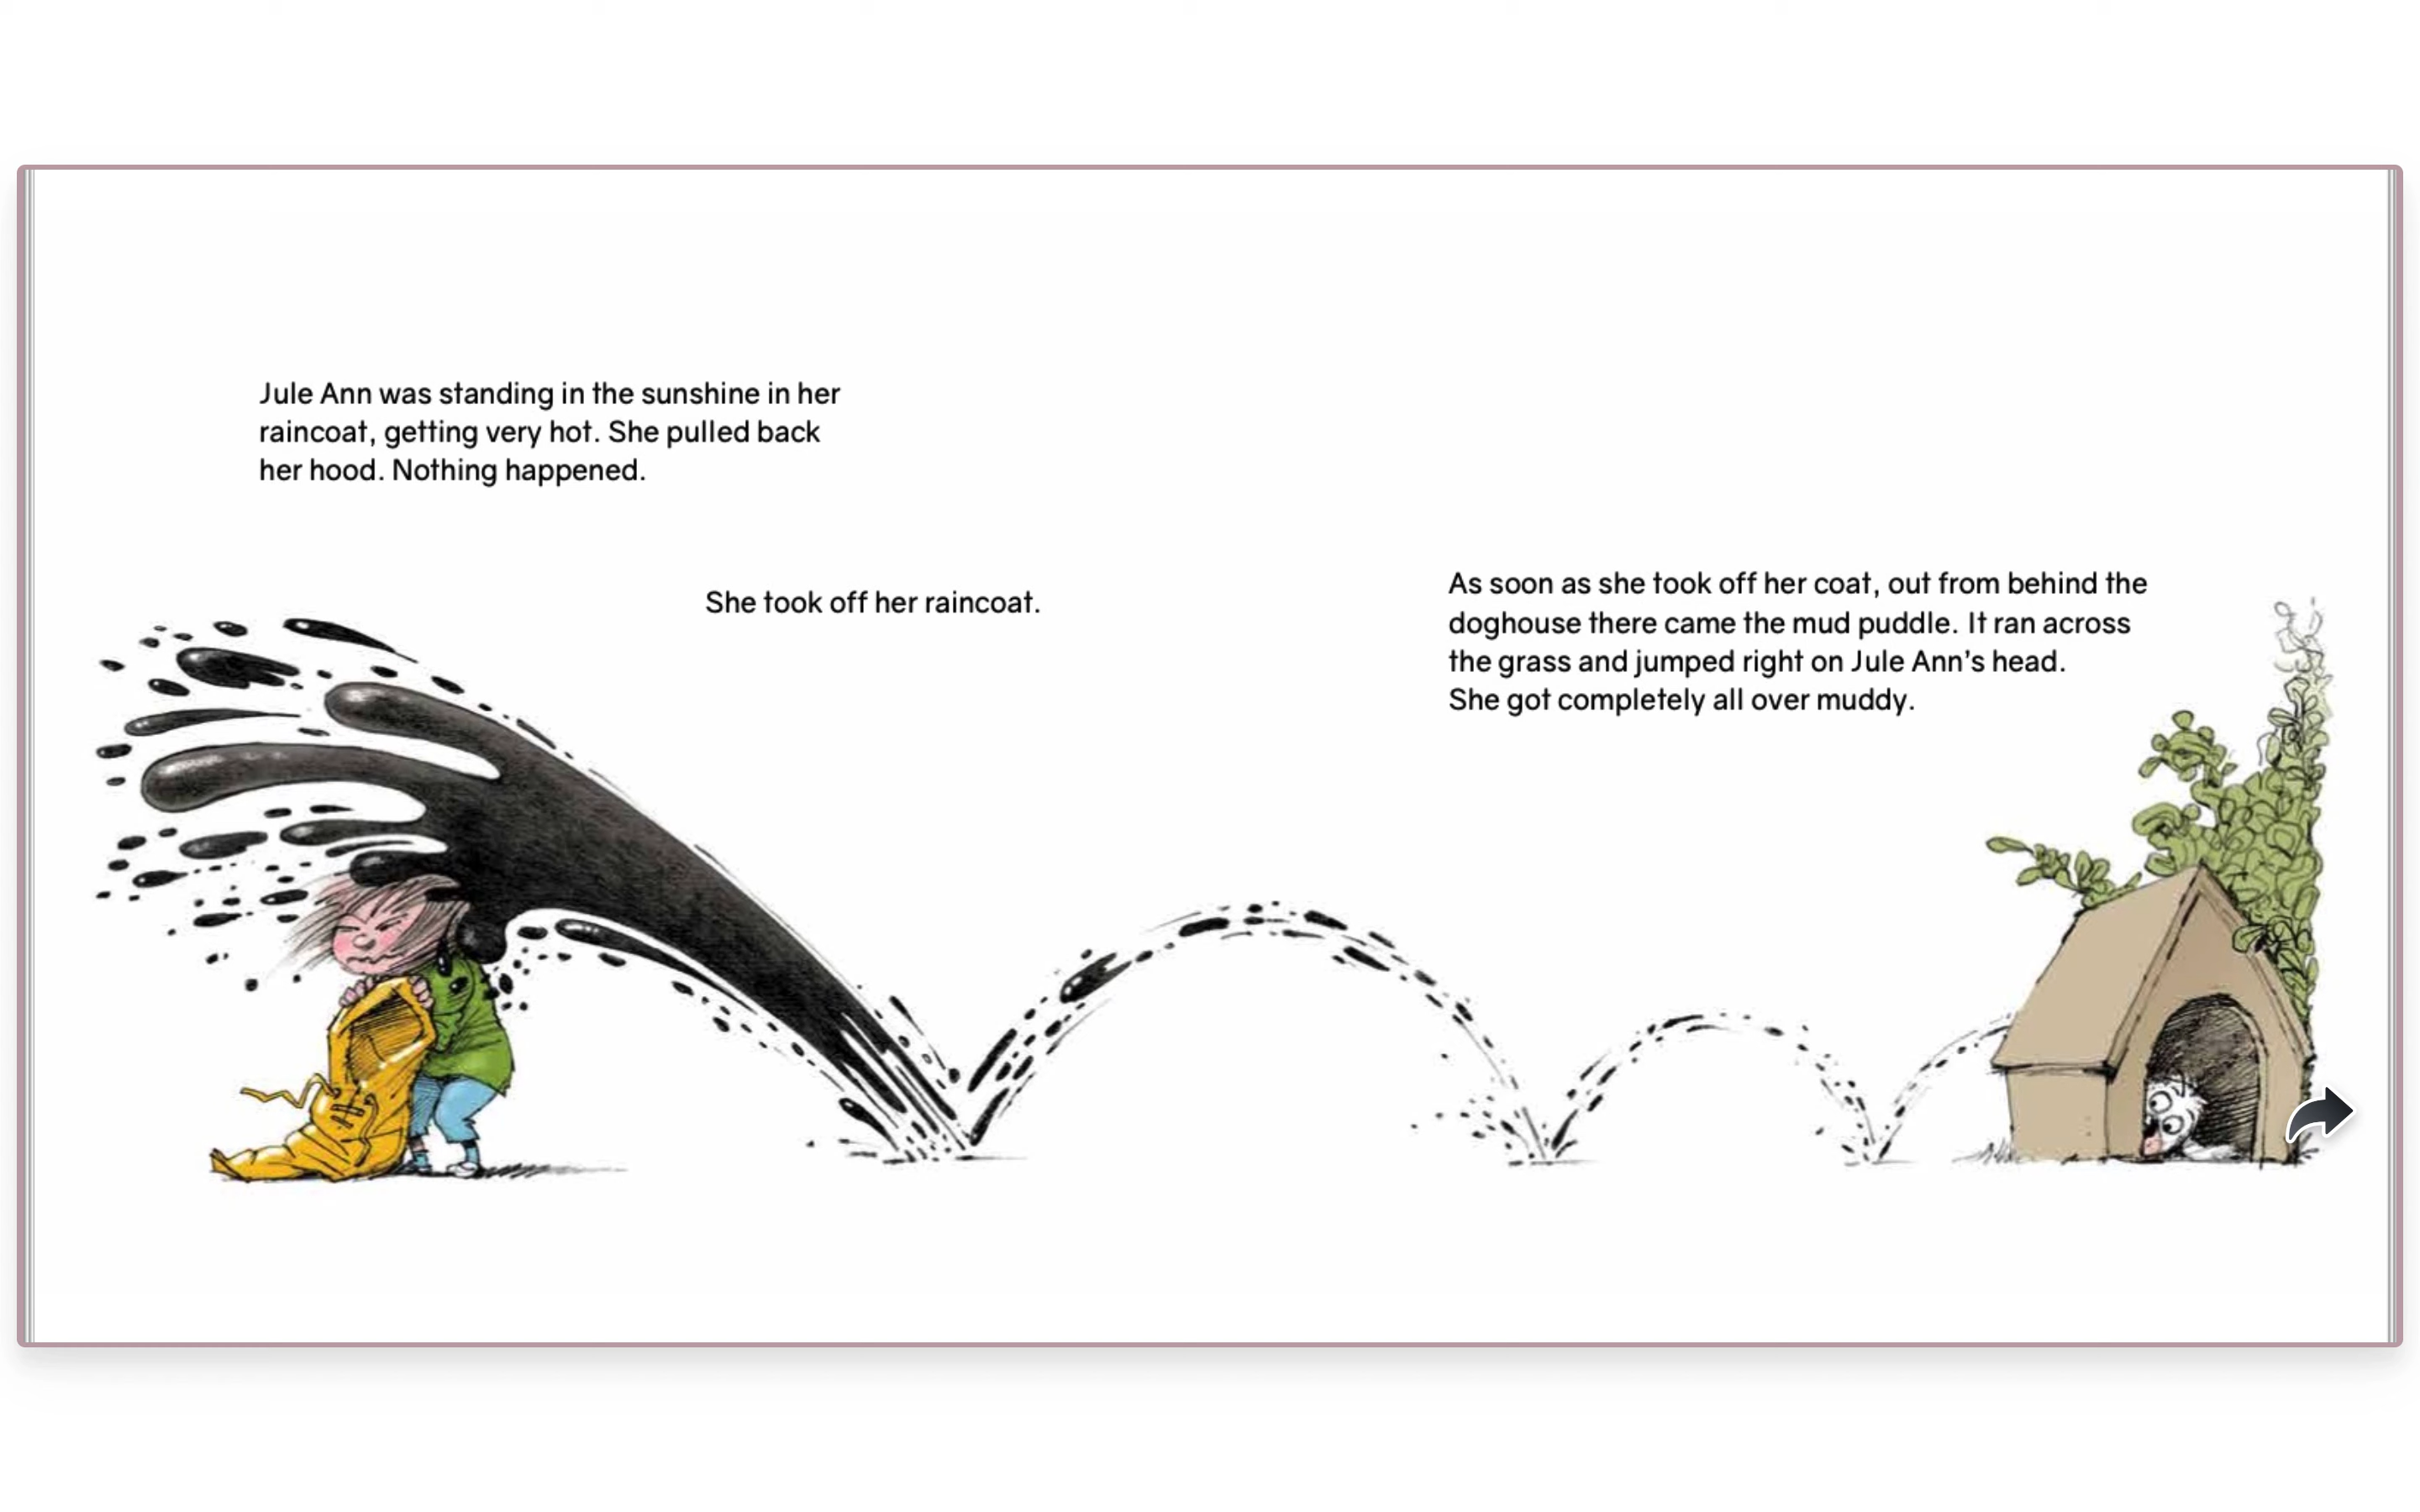 Jule Ann was standing in the sunshine in her
raincoat, getting very hot. She pulled back
her hood. Nothing happened.
She took off her raincoat.
As soon as she took off her coat, out from behind the
doghouse there came the mud puddle. It ran across
the grass and jumped right on Jule Ann’s head.
She got completely all over muddy.